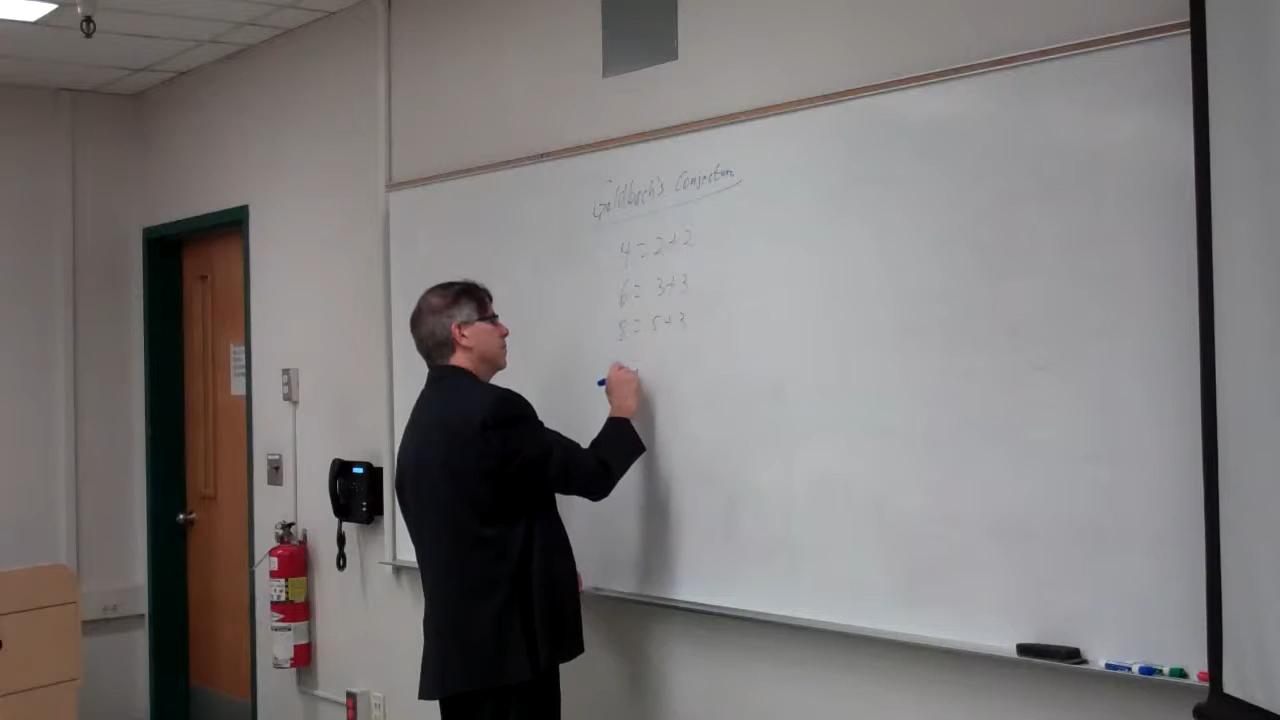 Goldbach's Conjecture
4 = 2+2
6 = 3+3
8 = 5+3